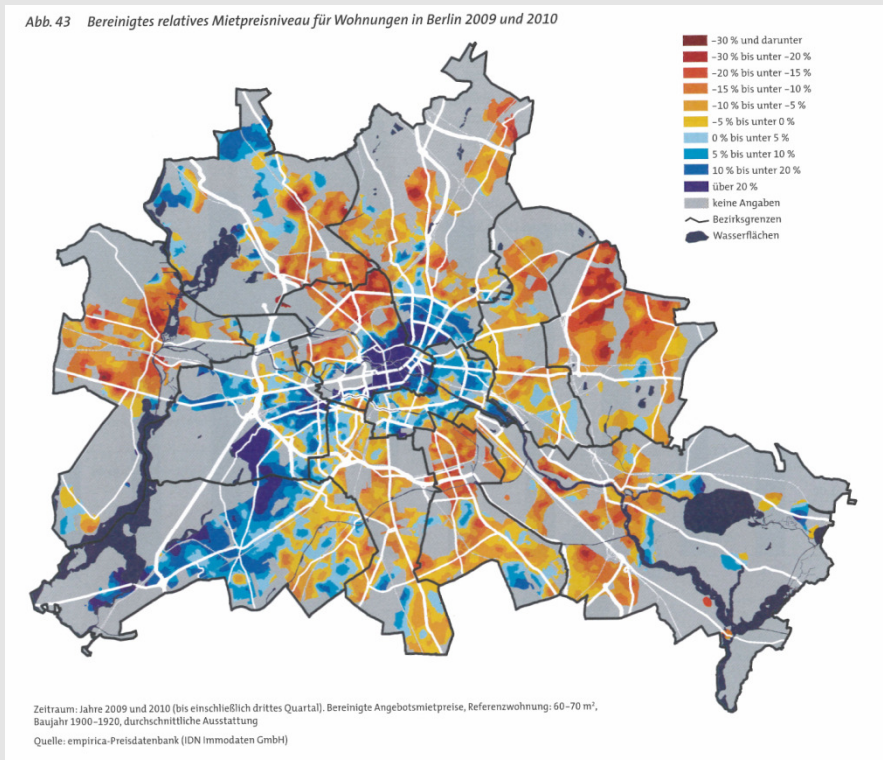 Abb. 43 Bereinigtes relatives Mietpreisniveau für Wohnungen in Berlin 2009 und 2010
–30 % und darunter
–30 % bis unter –20 %
–20 % bis unter –15 %
–15 % bis unter –10 %
–10 % bis unter –5 %
–5 % bis unter 0 %
0 % bis unter 5 %
5 % bis unter 10 %
10 % bis unter 20 %
über 20 %
keine Angaben
Bezirksgrenzen
Wasserflächen
Zeitraum: Jahre 2009 und 2010 (bis einschließlich drittes Quartal). Bereinigte Angebotsmietpreise, Referenzwohnung: 60–70 m²,
Baujahr 1900–1920, durchschnittliche Ausstattung
Quelle: empirica-Preisdatenbank (IDN Immodaten GmbH)